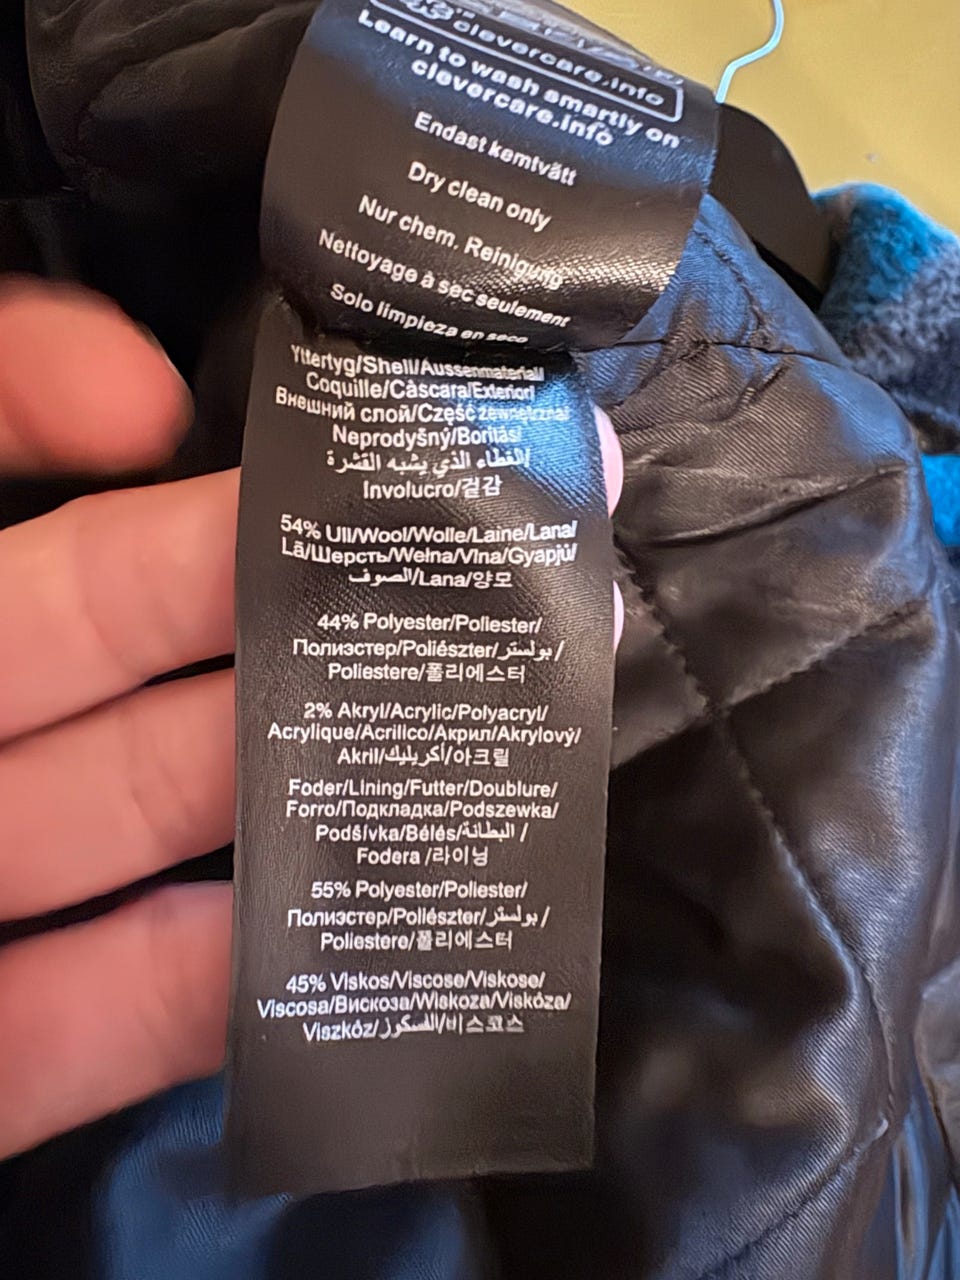 clevercare.info
Learn to wash smartly on
clevercare.info
Endast kemtvätt
Dry clean only
Nur chem. Reinigung
Nettoyage à sec seulement
Solo limpieza en seco
Yttertyg/Shell/Aussenmaterial/
Coquille/Càscara/Exterior/
Внешний слой/Część zewnętrzna/
Neprodyšný/Borítás/
الغطاء الذي يشبه القشرة/
Involucro/겉감
54% Ull/Wool/Wolle/Laine/Lana/
Lã/Шерсть/Wełna/Vlna/Gyapjú/
الصوف/Lana/양모
44% Polyester/Poliester/
Полиэстер/Poliészter/بولستر/
Poliestere/폴리에스터
2% Akryl/Acrylic/Polyacryl/
Acrylique/Acrílico/Акрил/Akrylový/
Akril/أكريليك/아크릴
Foder/Lining/Futter/Doublure/
Forro/Подкладка/Podszewka/
Podšívka/Bélés/البطانة /
Fodera /라이닝
55% Polyester/Poliester/
Полиэстер/Poliészter/بولستر/
Poliestere/폴리에스터
45% Viskos/Viscose/Viskose/
Viscosa/Вискоза/Wiskoza/Viskóza/
Viszkóz/الفسكوز/비스코스